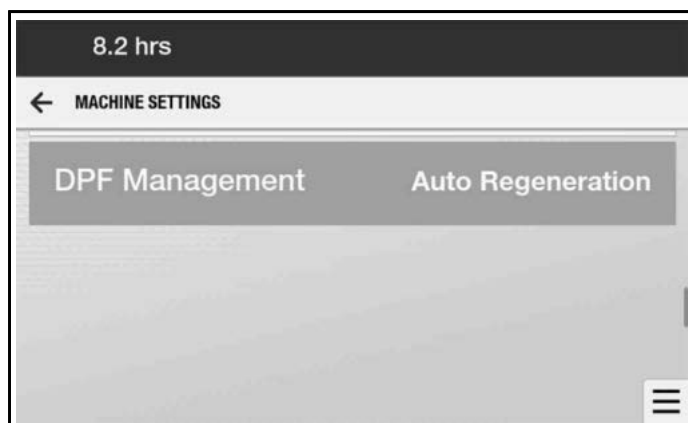 8.2 hrs
MACHINE SETTINGS
DPF Management Auto Regeneration